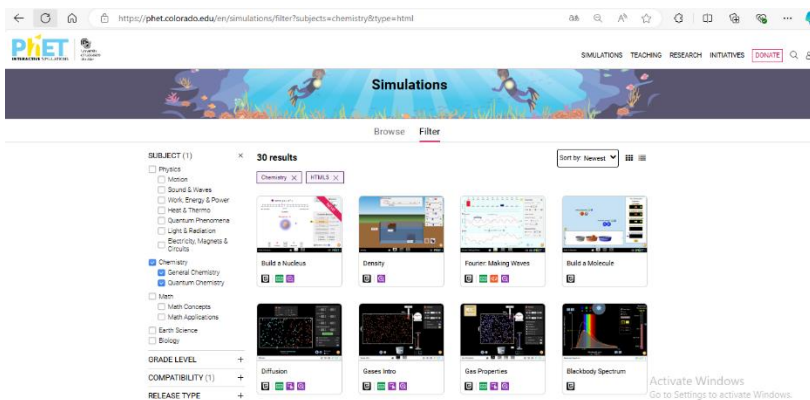 https://phet.colorado.edu/en/simulations/filter?subjects=chemistry&type=html
PhET
INTERACTIVE SIMULATIONS
SIMULATIONS TEACHING RESEARCH INITIATIVES DONATE
Simulations
Browse Filter
SUBJECT (1) ×
Physics
Motion
Sound & Waves
Work, Energy & Power
Heat & Thermo
Quantum Phenomena
Light & Radiation
Electricity, Magnets &
Circuits
Chemistry
General Chemistry
Quantum Chemistry
Math
Math Concepts
Math Applications
Earth Science
Biology
GRADE LEVEL +
COMPATIBILITY (1) +
RELEASE TYPE +
30 results
Sort by: Newest
Chemistry × HTML5 ×
Build a Nucleus
Density
Fourier: Making Waves
Build a Molecule
Diffusion
Gases Intro
Gas Properties
Blackbody Spectrum
Activate Windows
Go to Settings to activate Windows.